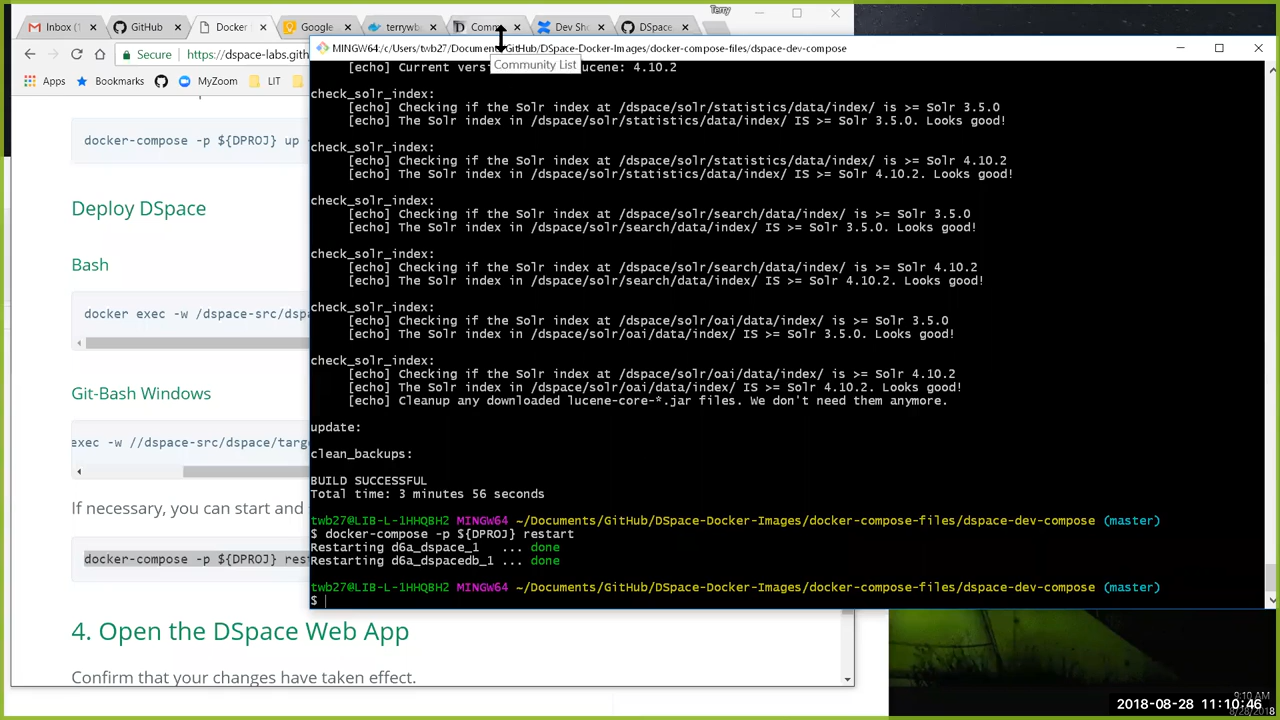 Terry
Inbox (
GitHub
Docker
Google
terrywb
Comm
Dev Sho
DSpace
Secure
https://dspace-labs.gith
Apps
Bookmarks
GIL
MyZoom
LIT
MINGW64:/c/Users/twb27/Documents/GitHub/DSpace-Docker-Images/docker-compose-files/dspace-dev-compose
Community List
docker-compose -p ${DPROJ} up
Deploy DSpace
Bash
docker exec -w /dspace-src/dsp
Git-Bash Windows
exec -w //dspace-src/dspace/targ
If necessary, you can start and
docker-compose -p ${DPROJ} res
4. Open the DSpace Web App
Confirm that your changes have taken effect.
[echo] Current vers ucene: 4.10.2
check_solr_index:
[echo] Checking if the Solr index at /dspace/solr/statistics/data/index/ is >= Solr 3.5.0
[echo] The Solr index in /dspace/solr/statistics/data/index/ IS >= Solr 3.5.0. Looks good!
check_solr_index:
[echo] Checking if the Solr index at /dspace/solr/statistics/data/index/ is >= Solr 4.10.2
[echo] The Solr index in /dspace/solr/statistics/data/index/ IS >= Solr 4.10.2. Looks good!
check_solr_index:
[echo] Checking if the Solr index at /dspace/solr/search/data/index/ is >= Solr 3.5.0
[echo] The Solr index in /dspace/solr/search/data/index/ IS >= Solr 3.5.0. Looks good!
check_solr_index:
[echo] Checking if the Solr index at /dspace/solr/search/data/index/ is >= Solr 4.10.2
[echo] The Solr index in /dspace/solr/search/data/index/ IS >= Solr 4.10.2. Looks good!
check_solr_index:
[echo] Checking if the Solr index at /dspace/solr/oai/data/index/ is >= Solr 3.5.0
[echo] The Solr index in /dspace/solr/oai/data/index/ IS >= Solr 3.5.0. Looks good!
check_solr_index:
[echo] Checking if the Solr index at /dspace/solr/oai/data/index/ is >= Solr 4.10.2
[echo] The Solr index in /dspace/solr/oai/data/index/ IS >= Solr 4.10.2. Looks good!
[echo] Cleanup any downloaded lucene-core-*.jar files. We don't need them anymore.
update:
clean_backups:
BUILD SUCCESSFUL
Total time: 3 minutes 56 seconds
twb27@LIB-L-1HHQBH2 MINGW64 ~/Documents/GitHub/DSpace-Docker-Images/docker-compose-files/dspace-dev-compose (master)
$ docker-compose -p ${DPROJ} restart
Restarting d6a_dspace_1 ... done
Restarting d6a_dspacedb_1 ... done
twb27@LIB-L-1HHQBH2 MINGW64 ~/Documents/GitHub/DSpace-Docker-Images/docker-compose-files/dspace-dev-compose (master)
$
9:10 AM
2018-08-28 11:10:46